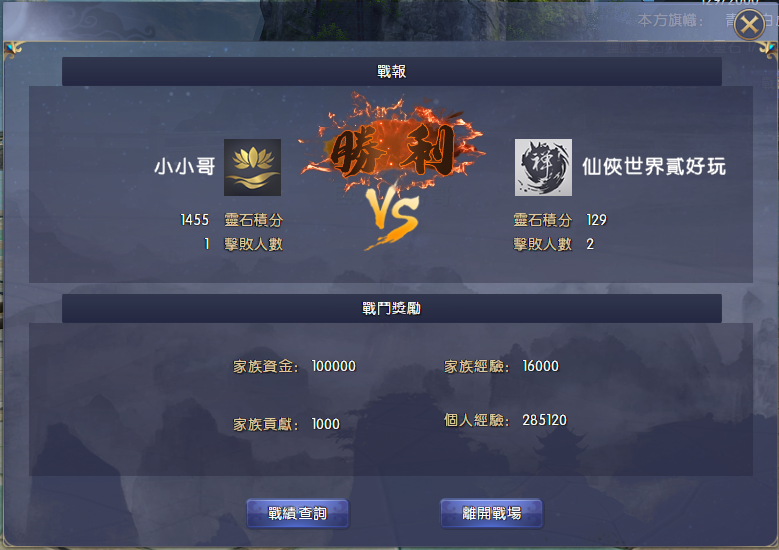 本方旗幟：
戰報
勝利
小小哥
仙俠世界貳好玩
VS
1455 靈石積分
靈石積分 129
1 擊敗人數
擊敗人數 2
戰鬥獎勵
家族資金： 100000
家族經驗： 16000
家族貢獻： 1000
個人經驗： 285120
戰績查詢
離開戰場